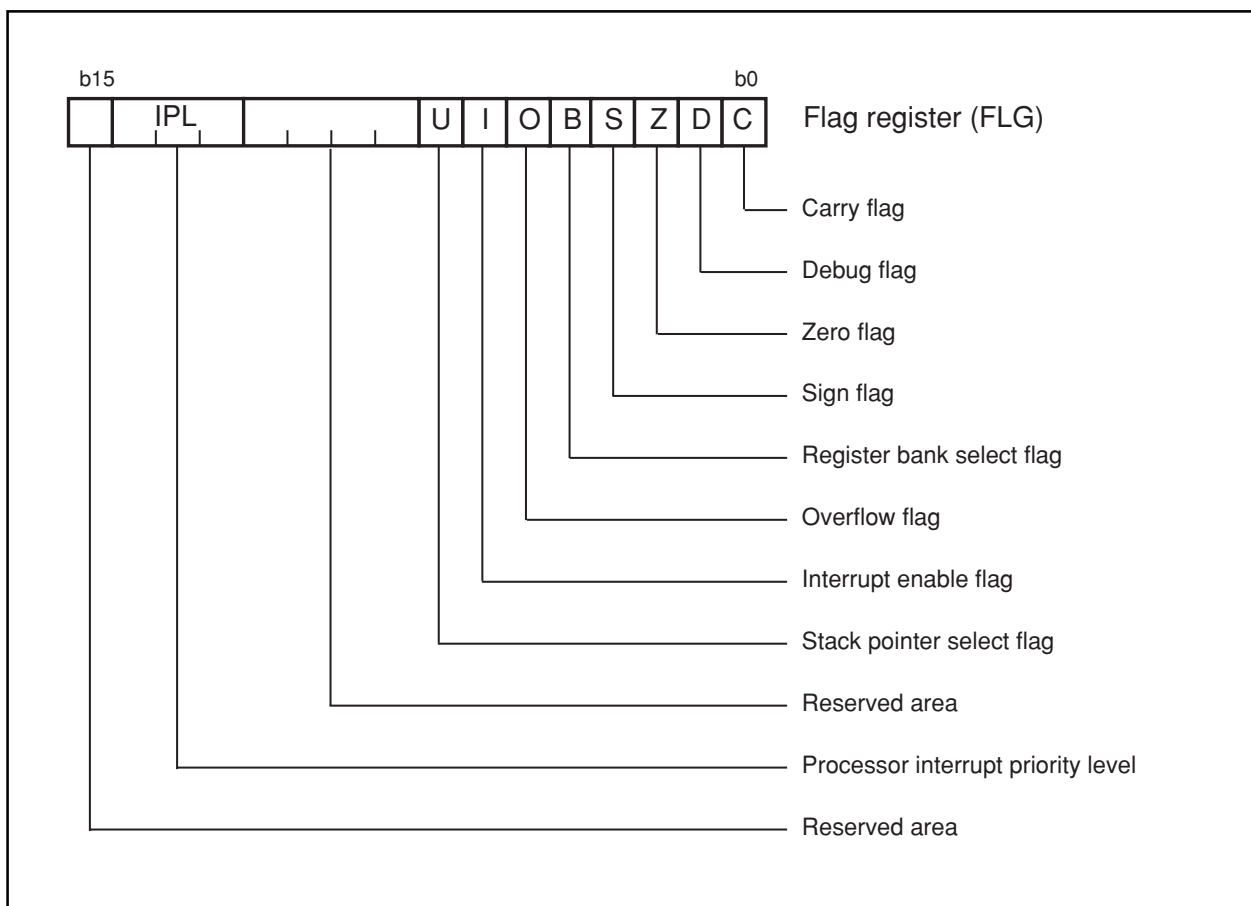 b15 b0
IPL U I O B S Z D C Flag register (FLG)
Carry flag
Debug flag
Zero flag
Sign flag
Register bank select flag
Overflow flag
Interrupt enable flag
Stack pointer select flag
Reserved area
Processor interrupt priority level
Reserved area